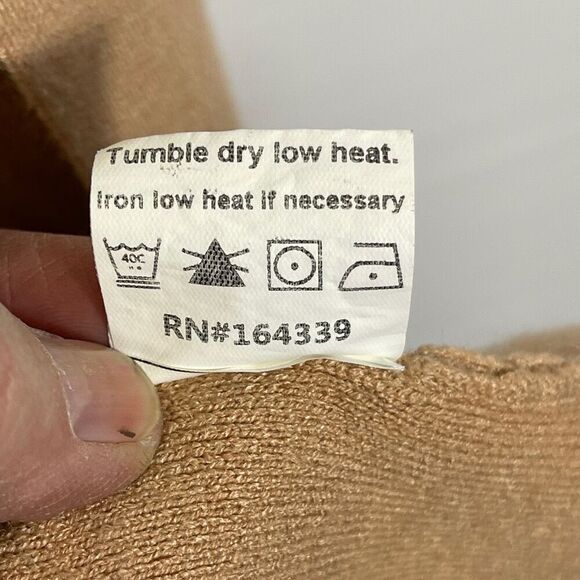 Tumble dry low heat.
Iron low heat if necessary
40C
RN#164339